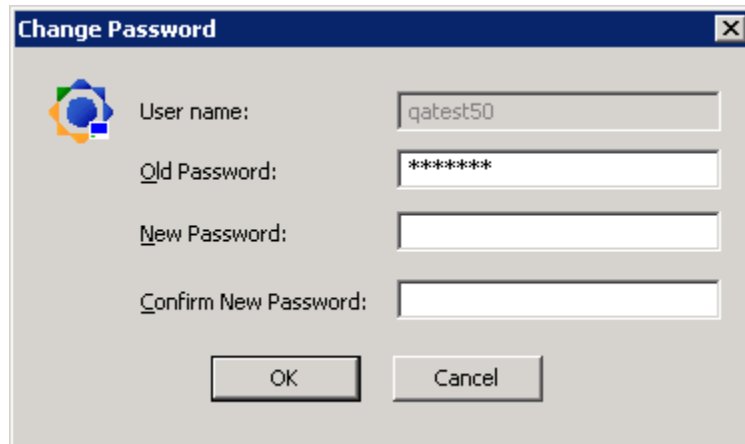 Change Password
User name: qatest50
Old Password: *******
New Password:
Confirm New Password:
OK Cancel